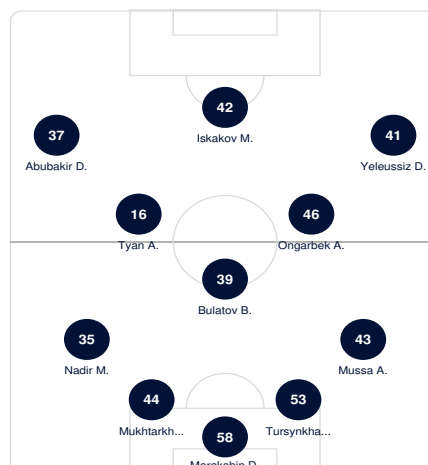 42
Iskakov M.
37
Abubakir D.
41
Yeleussiz D.
16
Tyan A.
46
Ongarbek A.
39
Bulatov B.
35
Nadir M.
43
Mussa A.
44
Mukhtarkh...
53
Tursynkha...
58